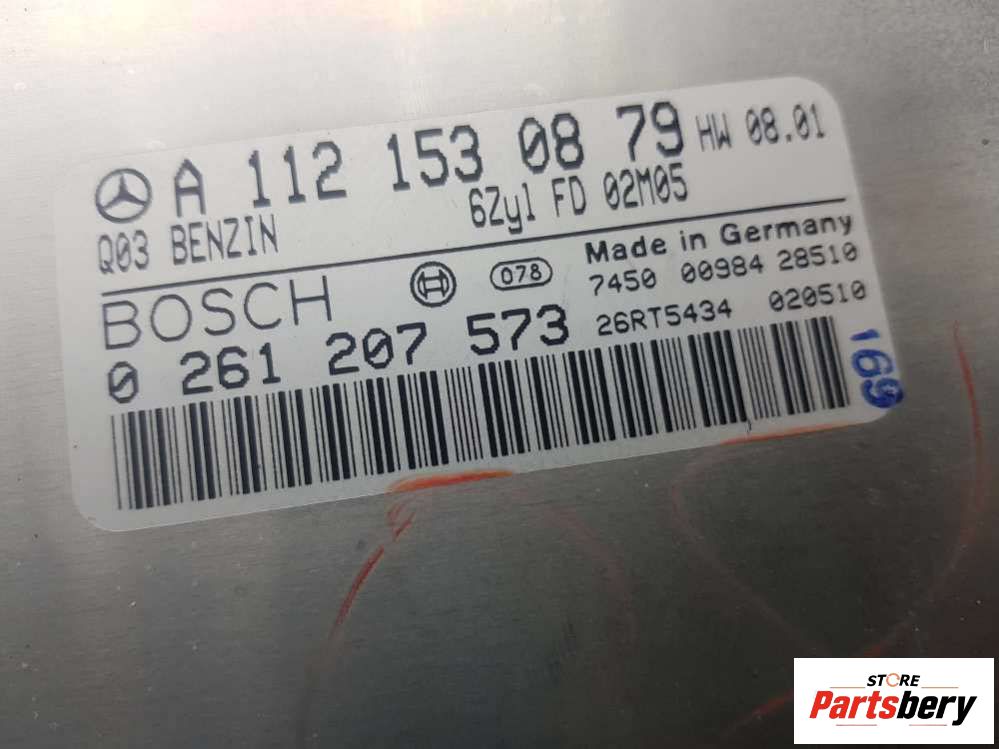 A 112 153 08 79 HW 08.01
Q03 BENZIN 6Zyl FD 02M05
BOSCH 078 Made in Germany
7450 00984 28510
0 261 207 573 26RT5434 020510
169
STORE
Partsbery